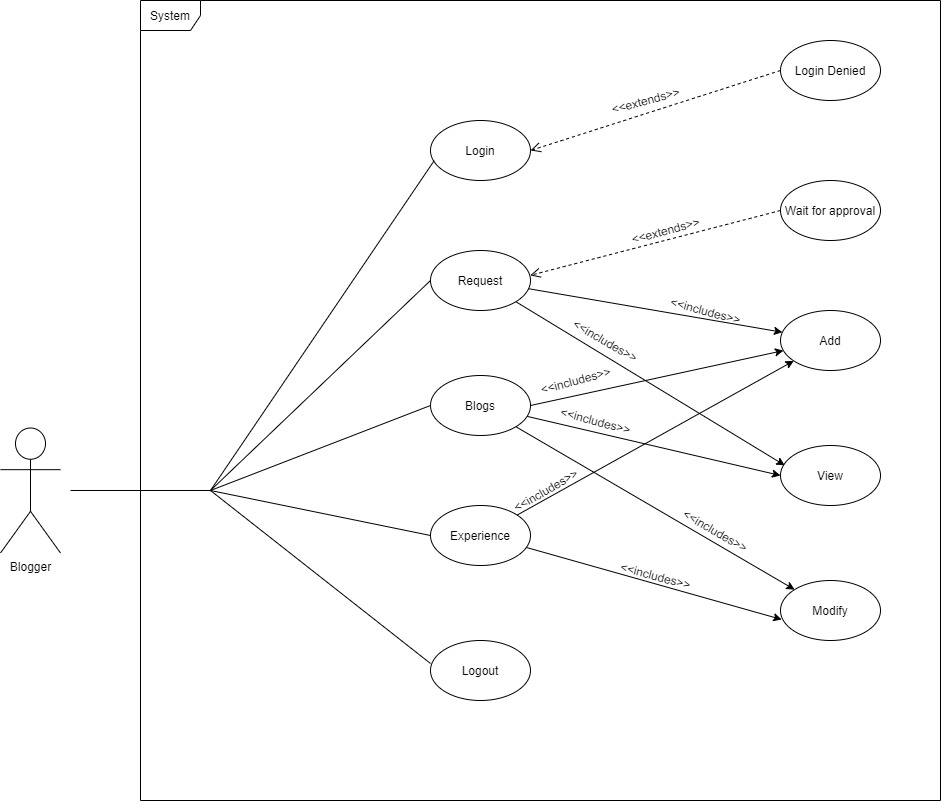 System
Login Denied
<<extends>>
Login
Wait for approval
<<extends>>
Request
<<includes>>
<<includes>>
Add
<<includes>>
Blogs
<<includes>>
View
<<includes>>
Experience
<<includes>>
<<includes>>
Modify
Blogger
Logout